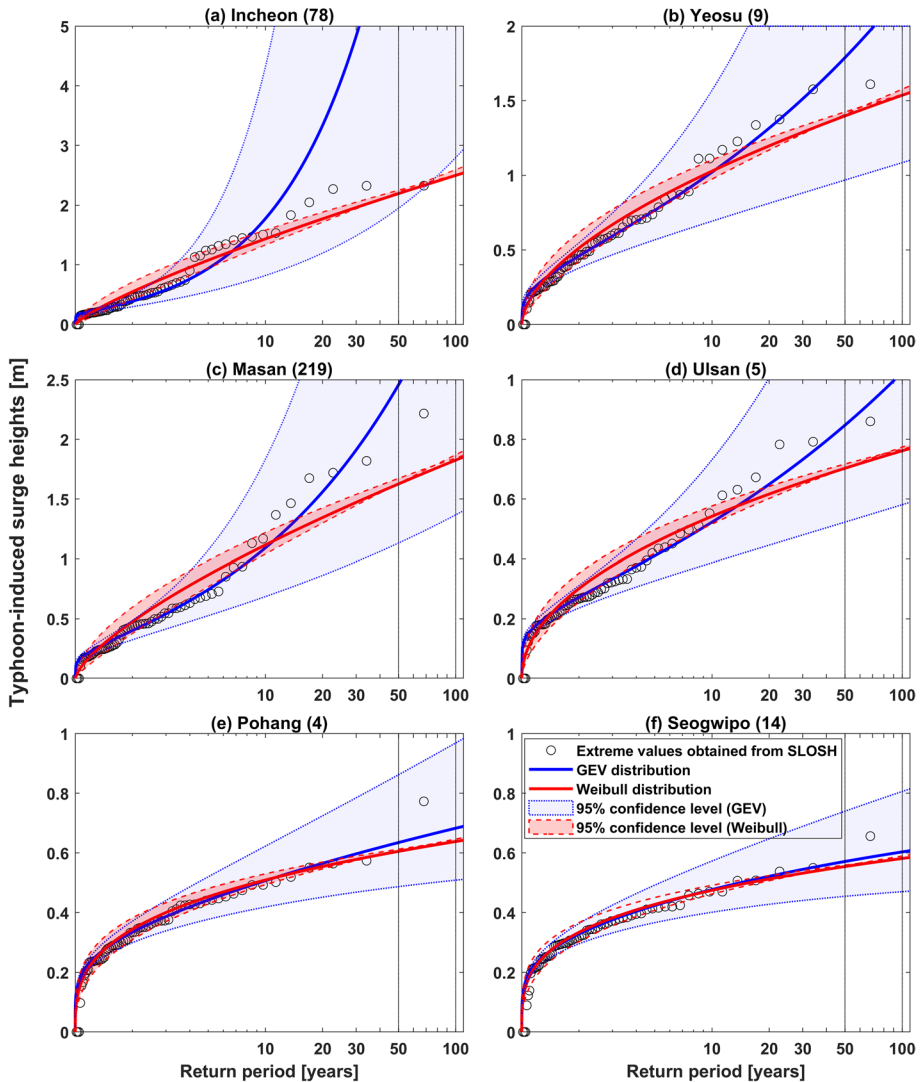 (a) Incheon (78)
5
4
3
2
1
0
10 20 30 50 100
(b) Yeosu (9)
2
1.5
1
0.5
0
10 20 30 50 100
Typhoon-induced surge heights [m]
(c) Masan (219)
2.5
2
1.5
1
0.5
0
10 20 30 50 100
(d) Ulsan (5)
1
0.8
0.6
0.4
0.2
0
10 20 30 50 100
(e) Pohang (4)
1
0.8
0.6
0.4
0.2
0
10 20 30 50 100
Return period [years]
(f) Seogwipo (14)
1
0.8
0.6
0.4
0.2
0
Extreme values obtained from SLOSH
GEV distribution
Weibull distribution
95% confidence level (GEV)
95% confidence level (Weibull)
10 20 30 50 100
Return period [years]